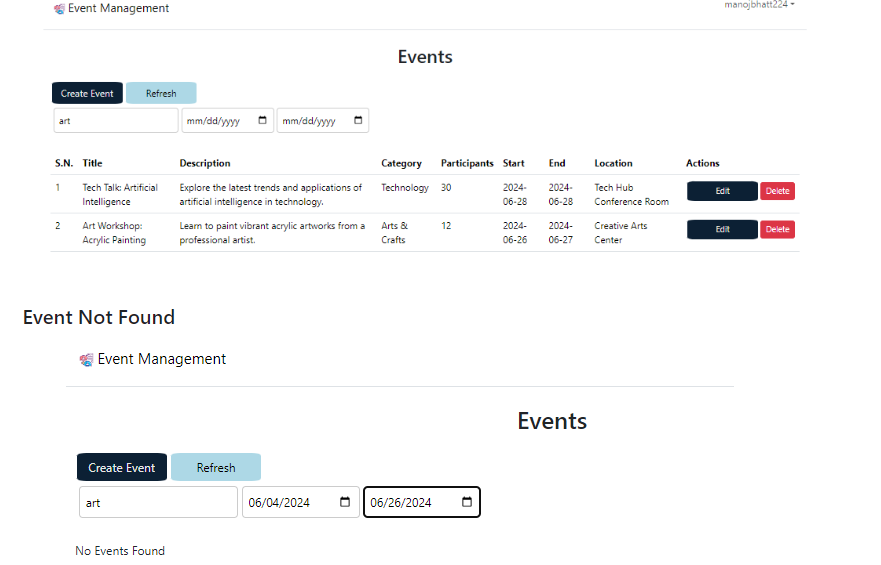 Event Management
manojbhatt224
Events
Create Event Refresh
art mm/dd/yyyy mm/dd/yyyy
S.N. Title Description Category Participants Start End Location Actions
1 Tech Talk: Artificial Explore the latest trends and applications of Technology 30 2024- 2024- Tech Hub Edit Delete
Intelligence artificial intelligence in technology. 06-28 06-28 Conference Room
2 Art Workshop: Learn to paint vibrant acrylic artworks from a Arts & 12 2024- 2024- Creative Arts Edit Delete
Acrylic Painting professional artist. Crafts 06-26 06-27 Center
Event Not Found
Event Management
Events
Create Event Refresh
art 06/04/2024 06/26/2024
No Events Found